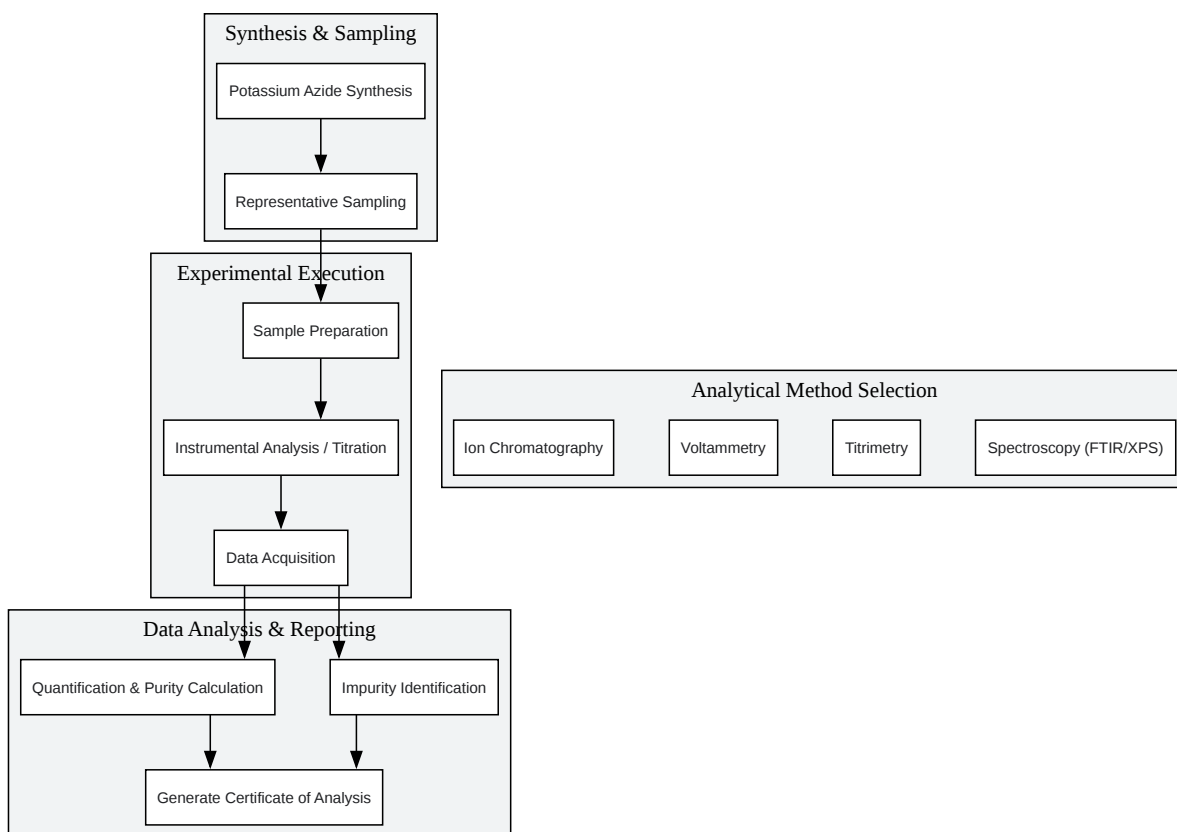 Synthesis & Sampling
Potassium Azide Synthesis
Representative Sampling
Experimental Execution
Sample Preparation
Instrumental Analysis / Titration
Data Acquisition
Analytical Method Selection
Ion Chromatography
Voltammetry
Titrimetry
Spectroscopy (FTIR/XPS)
Data Analysis & Reporting
Quantification & Purity Calculation
Impurity Identification
Generate Certificate of Analysis